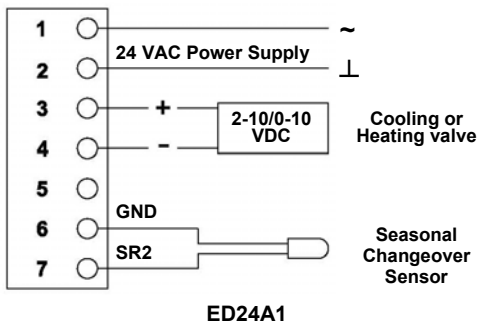 1 ~
24 VAC Power Supply
2 ⊥
3 + 2-10/0-10 VDC Cooling or
4 - Heating valve
5
GND
6 Seasonal
SR2 Changeover
7 Sensor
ED24A1